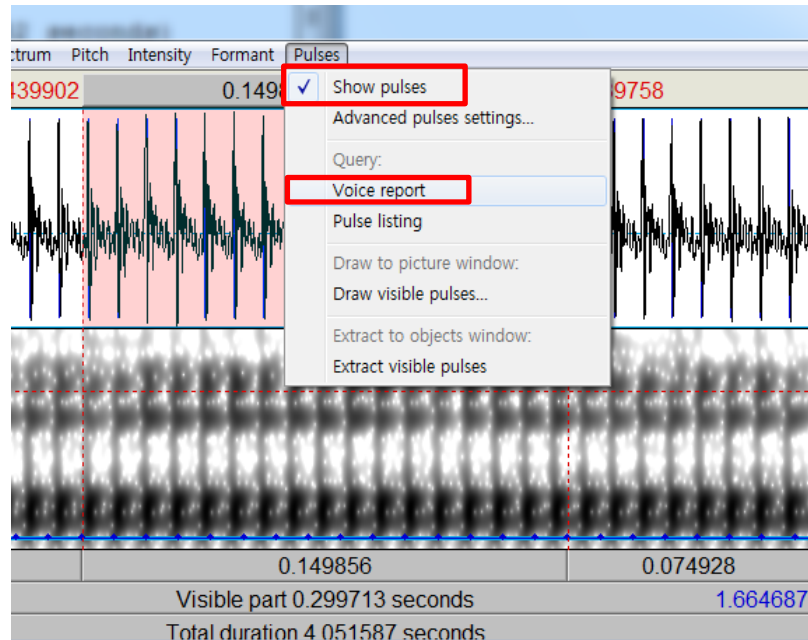 ctrum Pitch Intensity Formant Pulses
439902 0.149 9758
✓ Show pulses
Advanced pulses settings...
Query:
Voice report
Pulse listing
Draw to picture window:
Draw visible pulses...
Extract to objects window:
Extract visible pulses
0.149856 0.074928
Visible part 0.299713 seconds 1.664687
Total duration 4.051587 seconds